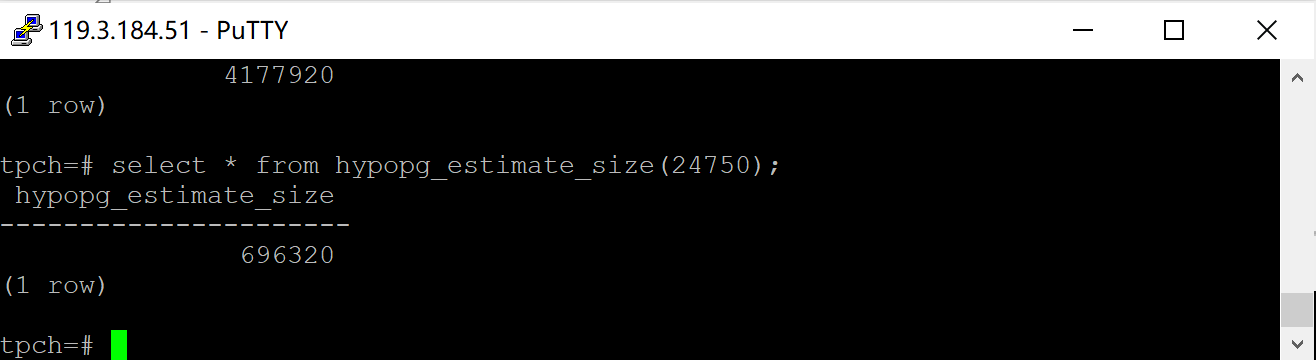 119.3.184.51 - PuTTY
4177920
(1 row)
tpch=# select * from hypopg_estimate_size(24750);
hypopg_estimate_size
----------------------
696320
(1 row)
tpch=#